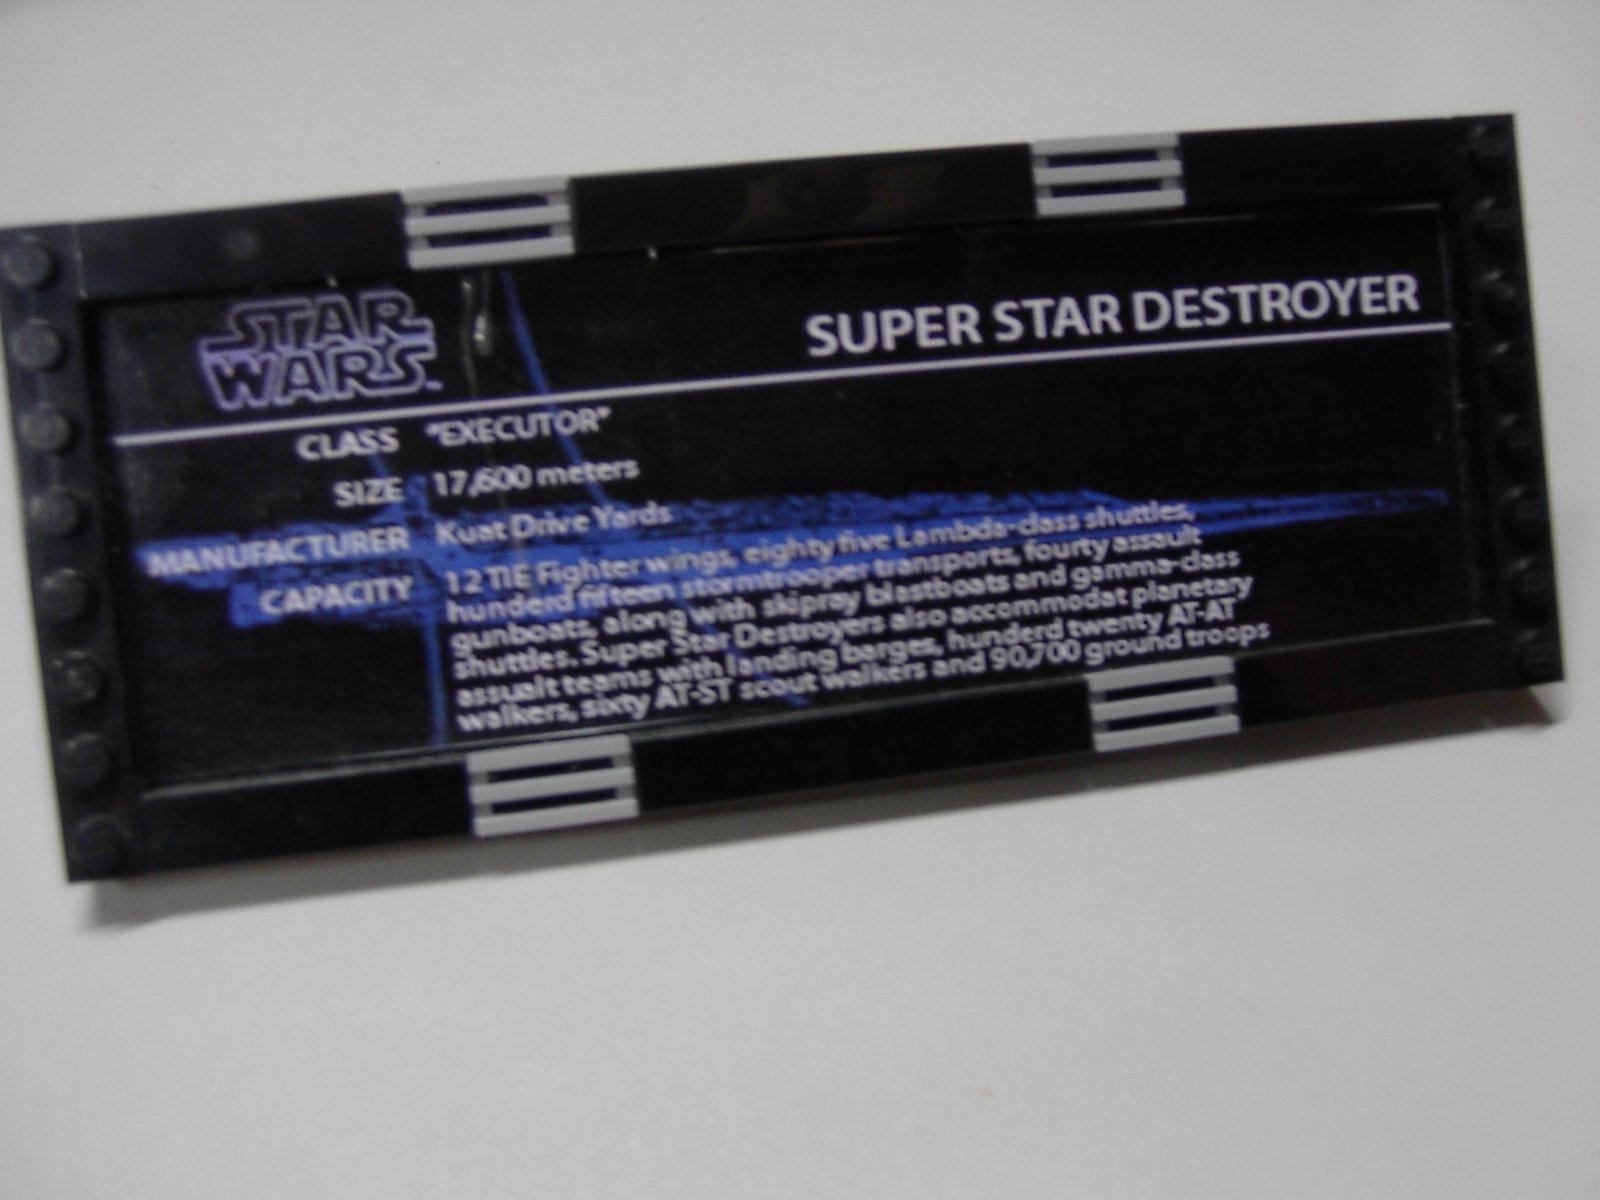 STAR
WARS™
SUPER STAR DESTROYER
CLASS "EXECUTOR"
SIZE 17,600 meters
MANUFACTURER Kuat Drive Yards
CAPACITY 12 TIE Fighter wings, eighty five Lambda-class shuttles,
hunderd fifteen stormtrooper transports, fourty assault
gunboats, along with skipray blastboats and gamma-class
shuttles. Super Star Destroyers also accommodat planetary
assualt teams with landing barges, hunderd twenty AT-AT
walkers, sixty AT-ST scout walkers and 90,700 ground troops